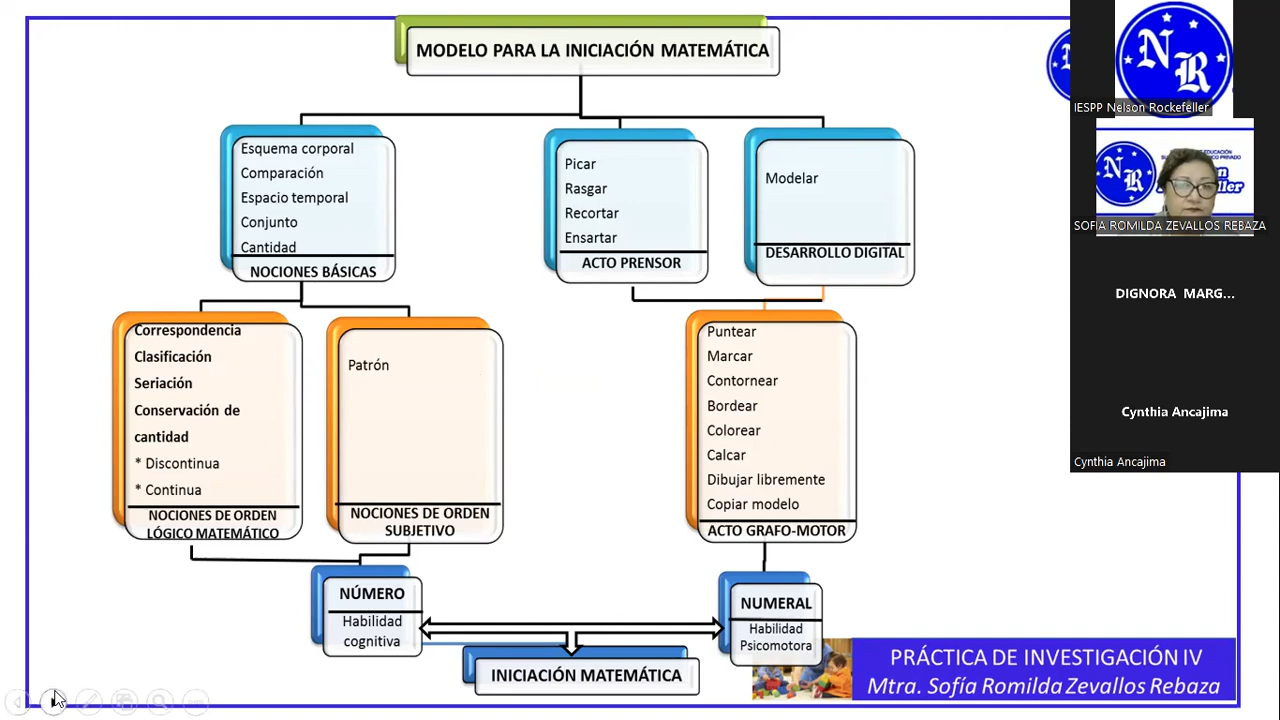 MODELO PARA LA INICIACIÓN MATEMÁTICA
Esquema corporal
Comparación
Espacio temporal
Conjunto
Cantidad
NOCIONES BÁSICAS
Picar
Rasgar
Recortar
Ensartar
ACTO PRENSOR
Modelar
DESARROLLO DIGITAL
Correspondencia
Clasificación
Seriación
Conservación de
cantidad
* Discontinua
* Continua
NOCIONES DE ORDEN
LÓGICO MATEMÁTICO
Patrón
NOCIONES DE ORDEN
SUBJETIVO
Puntear
Marcar
Contornear
Bordear
Colorear
Calcar
Dibujar libremente
Copiar modelo
ACTO GRAFO-MOTOR
NÚMERO
Habilidad
cognitiva
NUMERAL
Habilidad
Psicomotora
INICIACIÓN MATEMÁTICA
PRÁCTICA DE INVESTIGACIÓN IV
Mtra. Sofía Romilda Zevallos Rebaza
N R
IESPP Nelson Rockefeller
N R
SOFIA ROMILDA ZEVALLOS REBAZA
DIGNORA MARG...
Cynthia Ancajima
Cynthia Ancajima